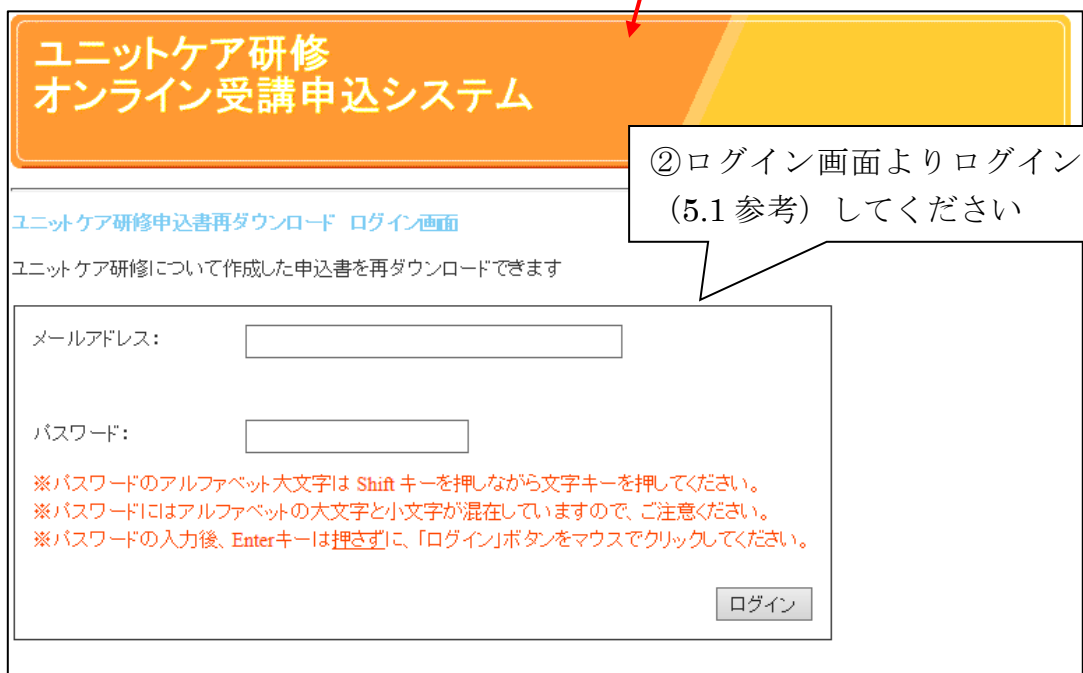 ユニットケア研修
オンライン受講申込システム
②ログイン画面よりログイン
（5.1 参考）してください
ユニットケア研修申込書再ダウンロード ログイン画面
ユニットケア研修について作成した申込書を再ダウンロードできます
メールアドレス：
パスワード：
※パスワードのアルファベット大文字は Shift キーを押しながら文字キーを押してください。
※パスワードにはアルファベットの大文字と小文字が混在していますので、ご注意ください。
※パスワードの入力後、Enterキーは押さずに、「ログイン」ボタンをマウスでクリックしてください。
ログイン